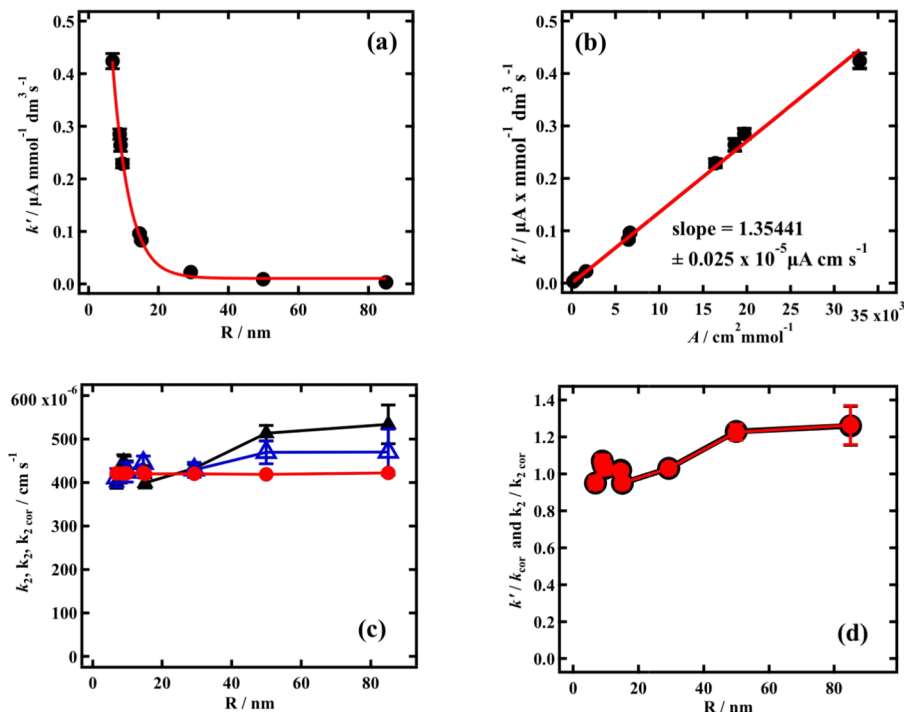 (a)
0.5
0.4
0.3
0.2
0.1
0.0
k' / μA mmol⁻¹ dm³ s⁻¹
0 20 40 60 80
R / nm
(b)
0.5
0.4
0.3
0.2
0.1
0.0
k' / μA x mmol⁻¹ dm³ s⁻¹
slope = 1.35441
± 0.025 x 10⁻⁵μA cm s⁻¹
0 5 10 15 20 25 30 35 x10³
A / cm²mmol⁻¹
600 x10⁻⁶
500
400
300
200
100
0
k₂, k₂, k₂ cor / cm s⁻¹
(c)
0 20 40 60 80
R / nm
1.4
1.2
1.0
0.8
0.6
0.4
0.2
0.0
k' / k cor and k₂ / k₂ cor
(d)
0 20 40 60 80
R / nm